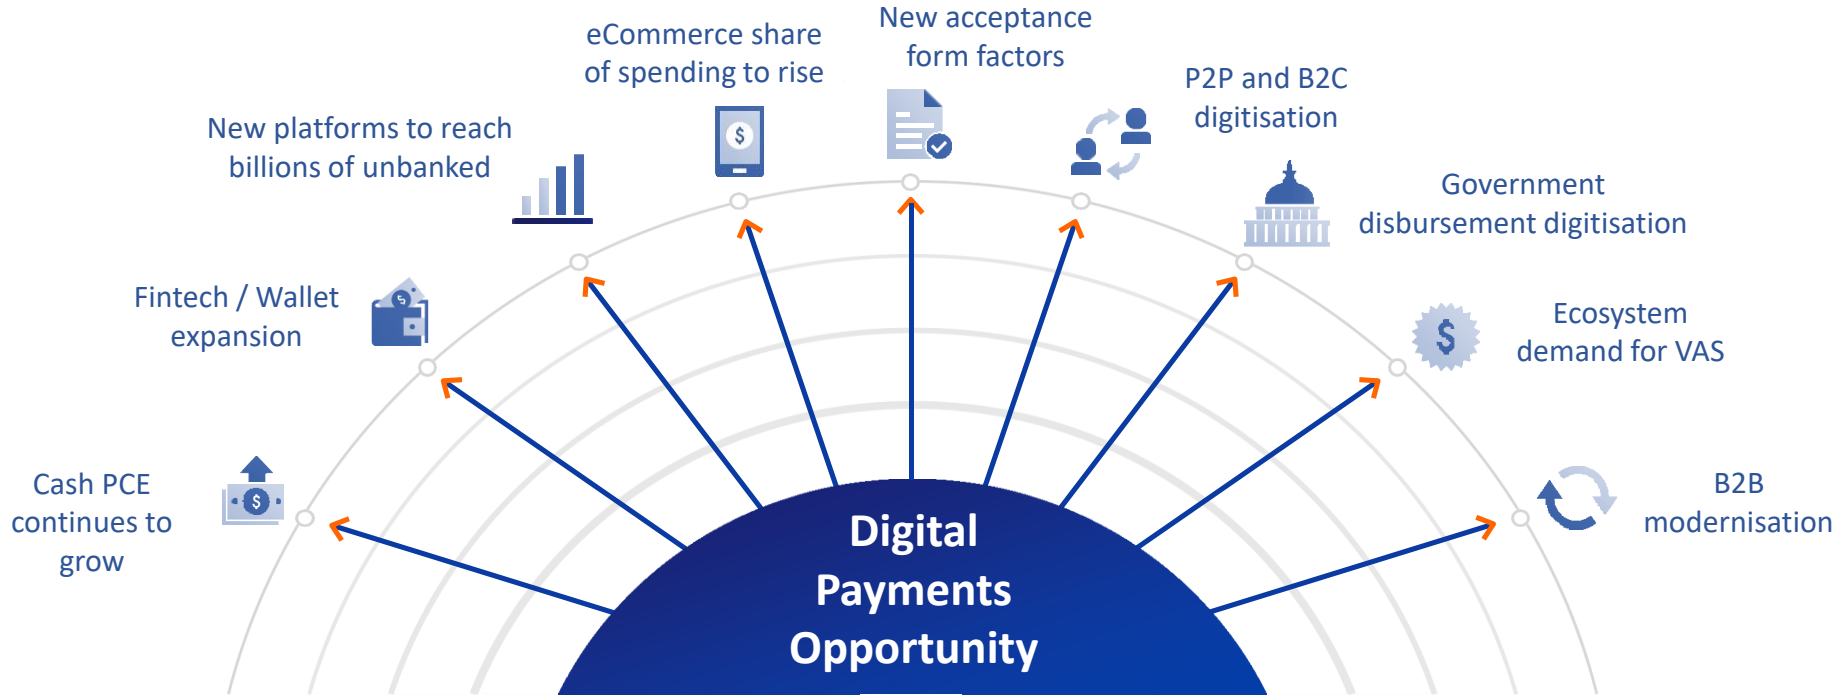 Cash PCE
continues to
grow
Fintech / Wallet
expansion
New platforms to reach
billions of unbanked
eCommerce share
of spending to rise
New acceptance
form factors
P2P and B2C
digitisation
Government
disbursement digitisation
Ecosystem
demand for VAS
B2B
modernisation
Digital
Payments
Opportunity